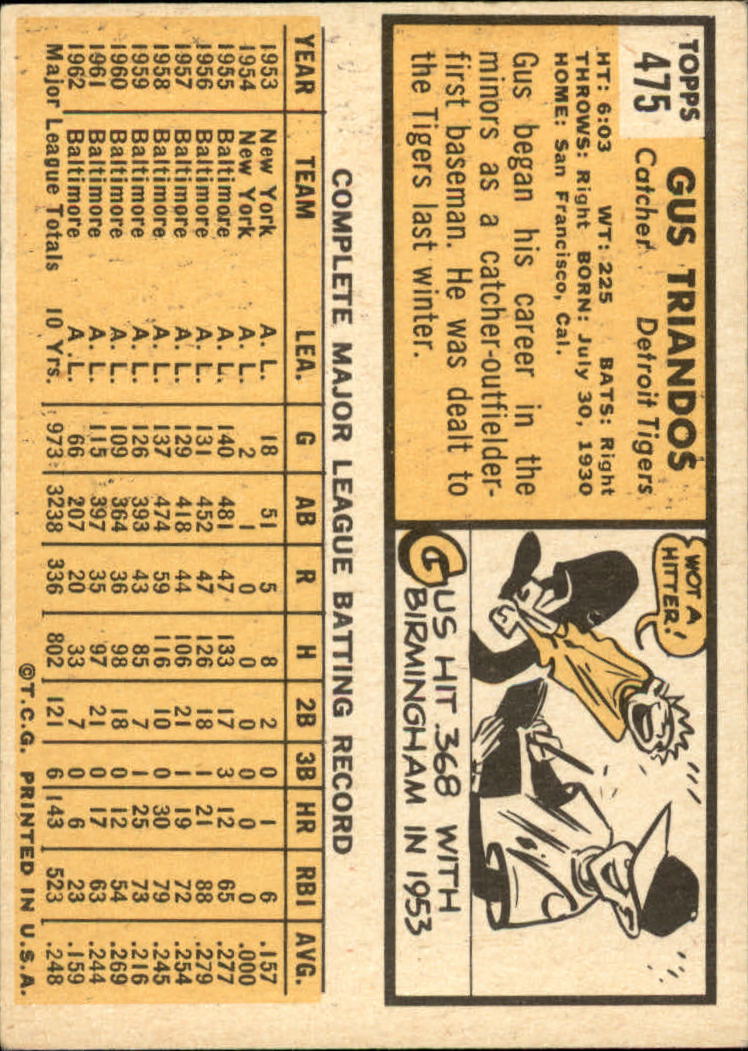 TOPPS
475
GUS TRIANDOS
Catcher Detroit Tigers
HT: 6:03 WT: 225 BATS: Right
THROWS: Right BORN: July 30, 1930
HOME: San Francisco, Cal.
Gus began his career in the
minors as a catcher-outfielder-
first baseman. He was dealt to
the Tigers last winter.
WOT A
HITTER!
GUS HIT .368 WITH
BIRMINGHAM IN 1953
COMPLETE MAJOR LEAGUE BATTING RECORD
YEAR TEAM LEA. G AB R H 2B 3B HR RBI AVG.
1953 New York A. L. 18 51 5 8 2 0 1 6 .157
1954 New York A. L. 2 1 0 0 0 0 0 0 .000
1955 Baltimore A. L. 140 481 47 133 17 3 12 65 .277
1956 Baltimore A. L. 131 452 47 126 18 1 21 88 .279
1957 Baltimore A. L. 129 418 44 106 21 1 19 72 .254
1958 Baltimore A. L. 137 474 59 116 10 0 30 79 .245
1959 Baltimore A. L. 126 393 43 85 7 1 25 73 .216
1960 Baltimore A. L. 109 364 36 98 18 0 12 54 .269
1961 Baltimore A. L. 115 397 35 97 21 0 17 63 .244
1962 Baltimore A. L. 66 207 20 33 7 0 6 23 .159
Major League Totals 10 Yrs. 973 3238 336 802 121 6 143 523 .248
©T.C.G. PRINTED IN U.S.A.